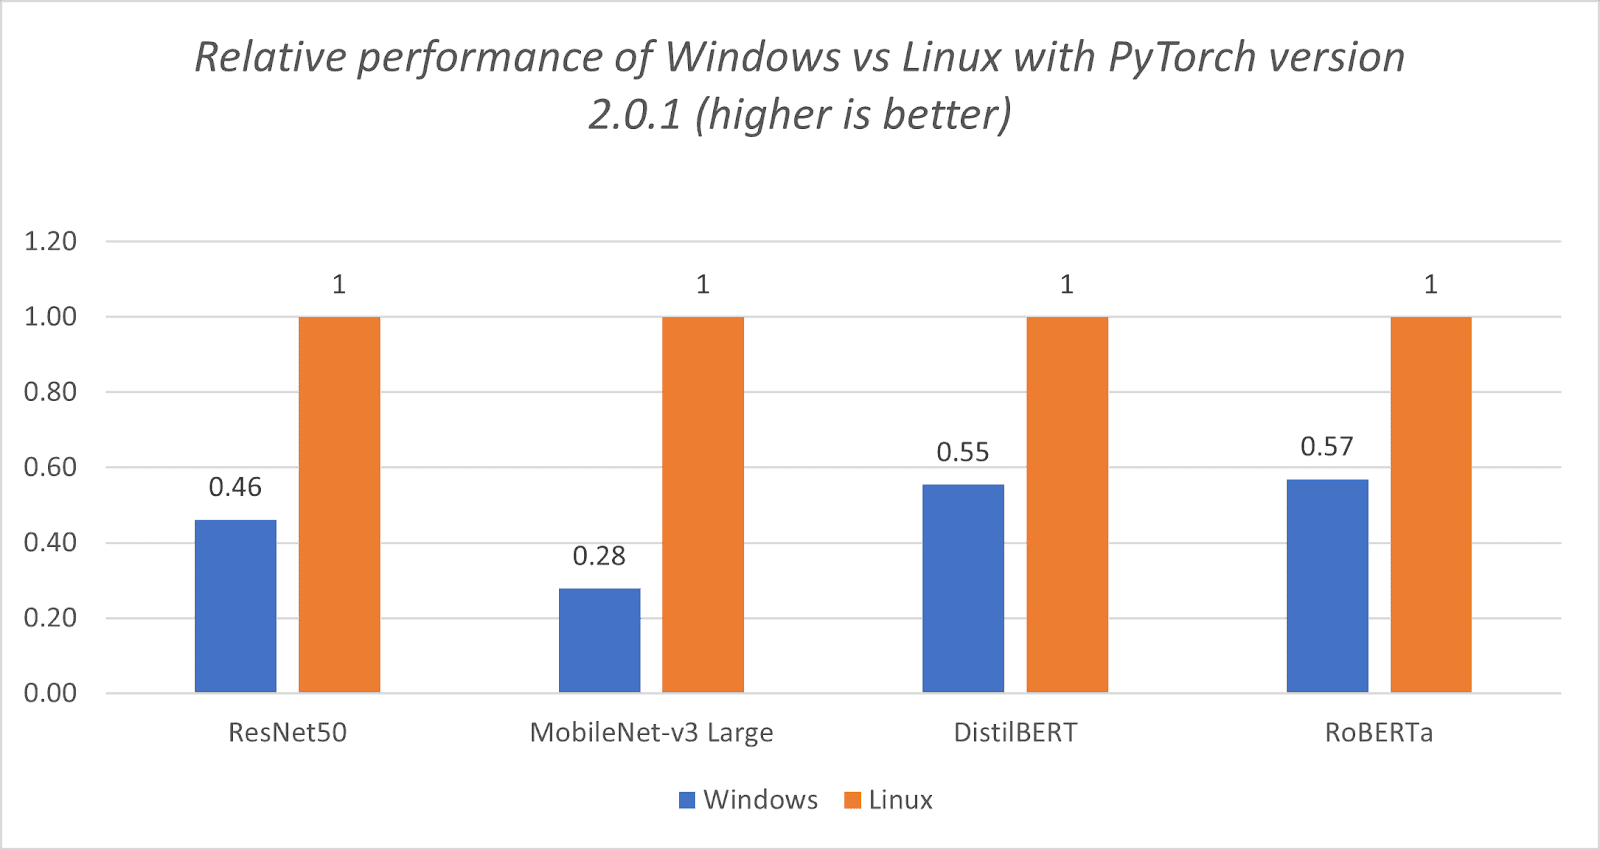 Relative performance of Windows vs Linux with PyTorch version
2.0.1 (higher is better)
1.20
1.00
0.80
0.60
0.40
0.20
0.00
0.46
1
0.28
1
0.55
1
0.57
1
ResNet50
MobileNet-v3 Large
DistilBERT
RoBERTa
Windows
Linux